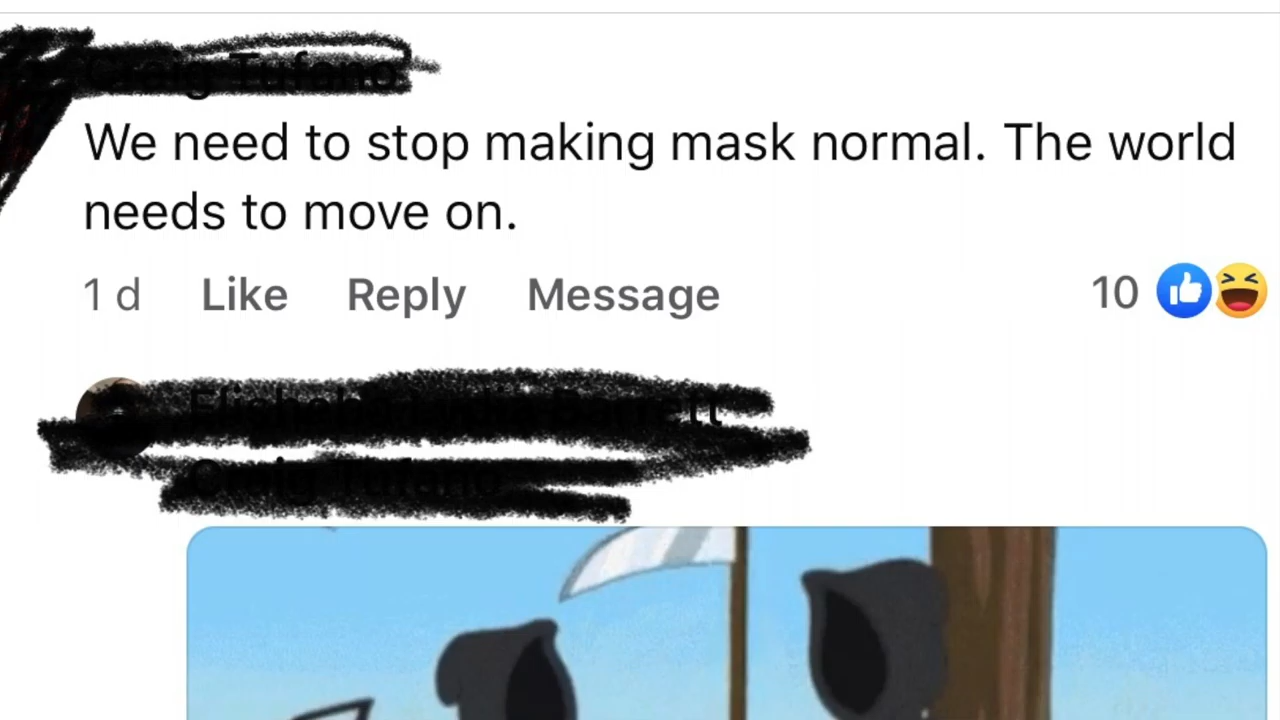 We need to stop making mask normal. The world
needs to move on.
1 d Like Reply Message 10